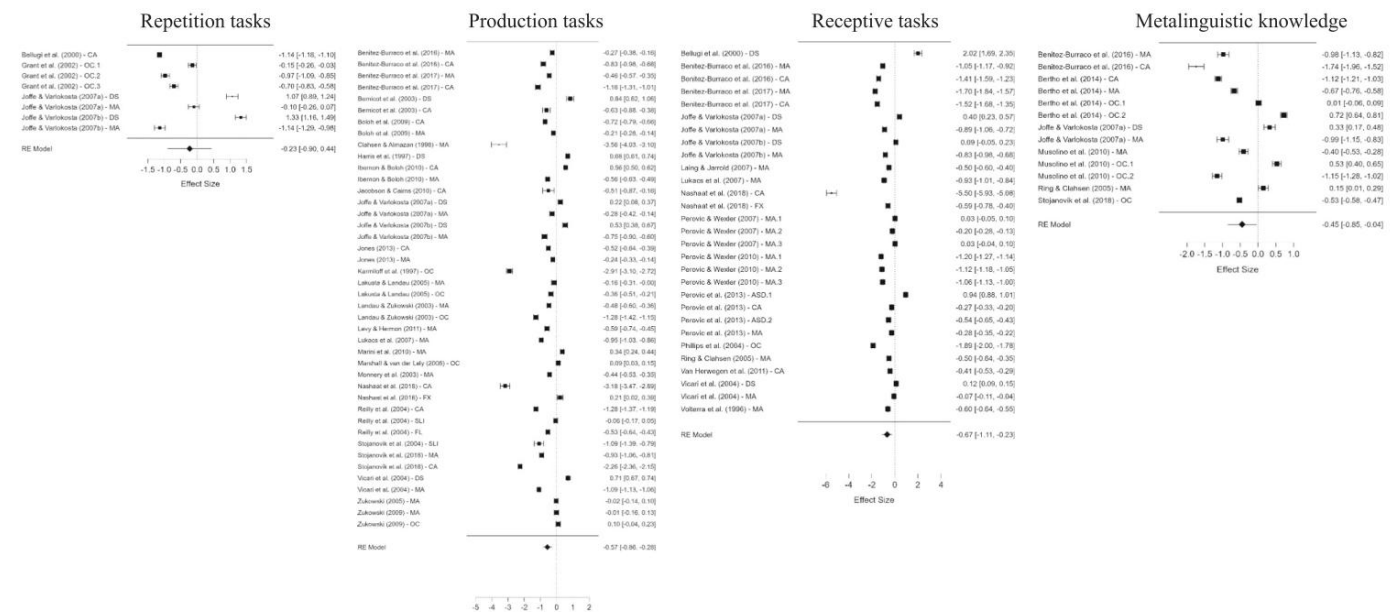 Repetition tasks
Bellugi et al. (2000) - CA -1.14 [-1.18, -1.10]
Grant et al. (2002) - OC.1 -0.15 [-0.26, -0.03]
Grant et al. (2002) - OC.2 -0.97 [-1.09, -0.85]
Grant et al. (2002) - OC.3 -0.70 [-0.83, -0.58]
Joffe & Varlokosta (2007a) - DS 1.07 [0.89, 1.24]
Joffe & Varlokosta (2007a) - MA -0.10 [-0.26, 0.07]
Joffe & Varlokosta (2007b) - DS 1.33 [1.16, 1.49]
Joffe & Varlokosta (2007b) - MA -1.14 [-1.29, -0.98]
RE Model -0.23 [-0.90, 0.44]
-1.5 -0.5 0.5 1.5
Effect Size
Production tasks
Benitez-Burraco et al. (2016) - MA -0.27 [-0.38, -0.16]
Benitez-Burraco et al. (2016) - CA -0.83 [-0.98, -0.68]
Benitez-Burraco et al. (2017) - MA -0.46 [-0.57, -0.35]
Benitez-Burraco et al. (2017) - CA -1.16 [-1.31, -1.01]
Bernicot et al. (2003) - DS 0.84 [0.62, 1.06]
Bernicot et al. (2003) - CA -0.63 [-0.88, -0.38]
Boloh et al. (2009) - CA -0.72 [-0.79, -0.66]
Boloh et al. (2009) - MA -0.21 [-0.28, -0.14]
Clahsen & Almazan (1998) - MA -3.56 [-4.03, -3.10]
Harris et al. (1997) - DS 0.68 [0.61, 0.74]
Ibernon & Boloh (2010) - CA 0.56 [0.50, 0.62]
Ibernon & Boloh (2010) - MA -0.56 [-0.63, -0.49]
Jacobson & Cairns (2010) - CA -0.51 [-0.87, -0.16]
Joffe & Varlokosta (2007a) - DS 0.22 [0.08, 0.37]
Joffe & Varlokosta (2007a) - MA -0.28 [-0.42, -0.14]
Joffe & Varlokosta (2007b) - DS 0.53 [0.38, 0.67]
Joffe & Varlokosta (2007b) - MA -0.75 [-0.90, -0.60]
Jones (2013) - CA -0.52 [-0.64, -0.39]
Jones (2013) - MA -0.24 [-0.33, -0.14]
Karmiloff et al. (1997) - OC -2.91 [-3.10, -2.72]
Lakusta & Landau (2005) - MA -0.16 [-0.31, -0.00]
Lakusta & Landau (2005) - OC -0.36 [-0.51, -0.21]
Landau & Zukowski (2003) - MA -0.48 [-0.60, -0.36]
Landau & Zukowski (2003) - OC -1.28 [-1.42, -1.15]
Levy & Hermon (2011) - MA -0.59 [-0.74, -0.45]
Lukacs et al. (2007) - MA -0.95 [-1.03, -0.86]
Marini et al. (2010) - MA 0.34 [0.24, 0.44]
Marshall & van der Lely (2006) - OC 0.09 [0.03, 0.15]
Monnery et al. (2003) - MA -0.44 [-0.53, -0.35]
Nashaat et al. (2018) - CA -3.18 [-3.47, -2.89]
Nashaat et al. (2018) - FX 0.21 [0.02, 0.39]
Reilly et al. (2004) - CA -1.28 [-1.37, -1.19]
Reilly et al. (2004) - SLI -0.06 [-0.17, 0.05]
Reilly et al. (2004) - FL -0.53 [-0.64, -0.43]
Stojanovik et al. (2004) - SLI -1.09 [-1.39, -0.79]
Stojanovik et al. (2018) - MA -0.93 [-1.06, -0.81]
Stojanovik et al. (2018) - CA -2.26 [-2.36, -2.15]
Vicari et al. (2004) - DS 0.71 [0.67, 0.74]
Vicari et al. (2004) - MA -1.09 [-1.13, -1.06]
Zukowski (2005) - MA -0.02 [-0.14, 0.10]
Zukowski (2009) - MA -0.01 [-0.16, 0.13]
Zukowski (2009) - OC 0.10 [-0.04, 0.23]
RE Model -0.57 [-0.86, -0.28]
-5 -4 -3 -2 -1 0 1 2
Receptive tasks
Bellugi et al. (2000) - DS 2.02 [1.69, 2.35]
Benitez-Burraco et al. (2016) - MA -1.05 [-1.17, -0.92]
Benitez-Burraco et al. (2016) - CA -1.41 [-1.59, -1.23]
Benitez-Burraco et al. (2017) - MA -1.70 [-1.84, -1.57]
Benitez-Burraco et al. (2017) - CA -1.52 [-1.68, -1.35]
Joffe & Varlokosta (2007a) - DS 0.40 [0.23, 0.57]
Joffe & Varlokosta (2007a) - MA -0.89 [-1.06, -0.72]
Joffe & Varlokosta (2007b) - DS 0.09 [-0.05, 0.23]
Joffe & Varlokosta (2007b) - MA -0.83 [-0.98, -0.68]
Laing & Jarrold (2007) - MA -0.50 [-0.60, -0.40]
Lukacs et al. (2007) - MA -0.93 [-1.01, -0.84]
Nashaat et al. (2018) - CA -5.50 [-5.93, -5.08]
Nashaat et al. (2018) - FX -0.59 [-0.78, -0.40]
Perovic & Wexler (2007) - MA.1 0.03 [-0.05, 0.10]
Perovic & Wexler (2007) - MA.2 -0.20 [-0.28, -0.13]
Perovic & Wexler (2007) - MA.3 0.03 [-0.04, 0.10]
Perovic & Wexler (2010) - MA.1 -1.20 [-1.27, -1.14]
Perovic & Wexler (2010) - MA.2 -1.12 [-1.18, -1.05]
Perovic & Wexler (2010) - MA.3 -1.06 [-1.13, -1.00]
Perovic et al. (2013) - ASD.1 0.94 [0.88, 1.01]
Perovic et al. (2013) - CA -0.27 [-0.33, -0.20]
Perovic et al. (2013) - ASD.2 -0.54 [-0.65, -0.43]
Perovic et al. (2013) - MA -0.28 [-0.35, -0.22]
Phillips et al. (2004) - OC -1.89 [-2.00, -1.78]
Ring & Clahsen (2005) - MA -0.50 [-0.64, -0.35]
Van Herwegen et al. (2011) - CA -0.41 [-0.53, -0.29]
Vicari et al. (2004) - DS 0.12 [0.09, 0.15]
Vicari et al. (2004) - MA -0.07 [-0.11, -0.04]
Volterra et al. (1996) - MA -0.60 [-0.64, -0.55]
RE Model -0.67 [-1.11, -0.23]
-6 -4 -2 0 2 4
Effect Size
Metalinguistic knowledge
Benitez-Burraco et al. (2016) - MA -0.98 [-1.13, -0.82]
Benitez-Burraco et al. (2016) - CA -1.74 [-1.96, -1.52]
Bertho et al. (2014) - CA -1.12 [-1.21, -1.03]
Bertho et al. (2014) - MA -0.67 [-0.76, -0.58]
Bertho et al. (2014) - OC.1 0.01 [-0.06, 0.09]
Bertho et al. (2014) - OC.2 0.72 [0.64, 0.81]
Joffe & Varlokosta (2007a) - DS 0.33 [0.17, 0.48]
Joffe & Varlokosta (2007a) - MA -0.99 [-1.15, -0.83]
Musolino et al. (2010) - MA -0.40 [-0.53, -0.28]
Musolino et al. (2010) - OC.1 0.53 [0.40, 0.65]
Musolino et al. (2010) - OC.2 -1.15 [-1.28, -1.02]
Ring & Clahsen (2005) - MA 0.15 [0.01, 0.29]
Stojanovik et al. (2018) - OC -0.53 [-0.58, -0.47]
RE Model -0.45 [-0.85, -0.04]
-2.0 -1.0 0.0 0.5 1.0
Effect Size